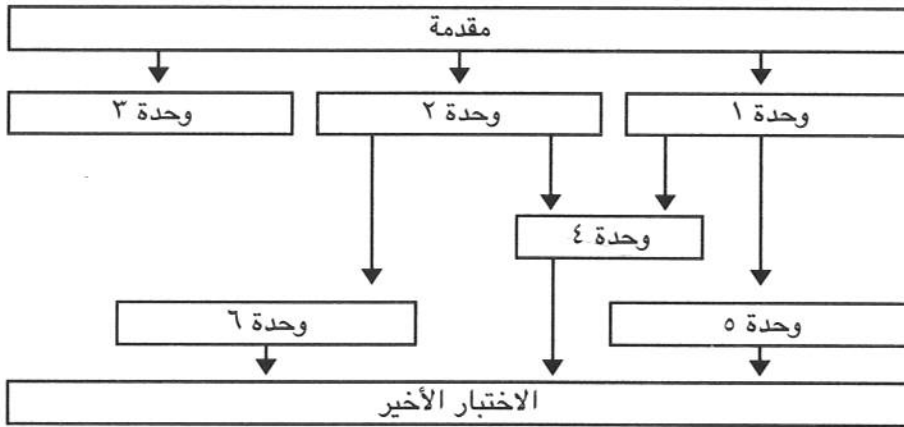 مقدمة
وحدة ١
وحدة ٢
وحدة ٣
وحدة ٤
وحدة ٥
وحدة ٦
الاختبار الأخير